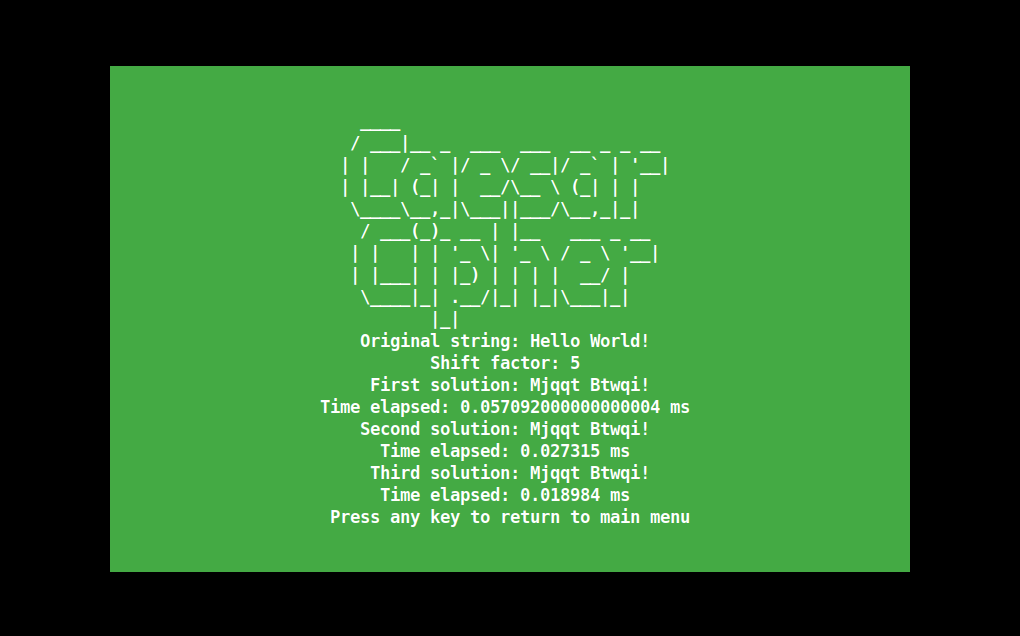 Caesar
Cipher
Original string: Hello World!
Shift factor: 5
First solution: Mjqqt Btwqi!
Time elapsed: 0.057092000000000004 ms
Second solution: Mjqqt Btwqi!
Time elapsed: 0.027315 ms
Third solution: Mjqqt Btwqi!
Time elapsed: 0.018984 ms
Press any key to return to main menu